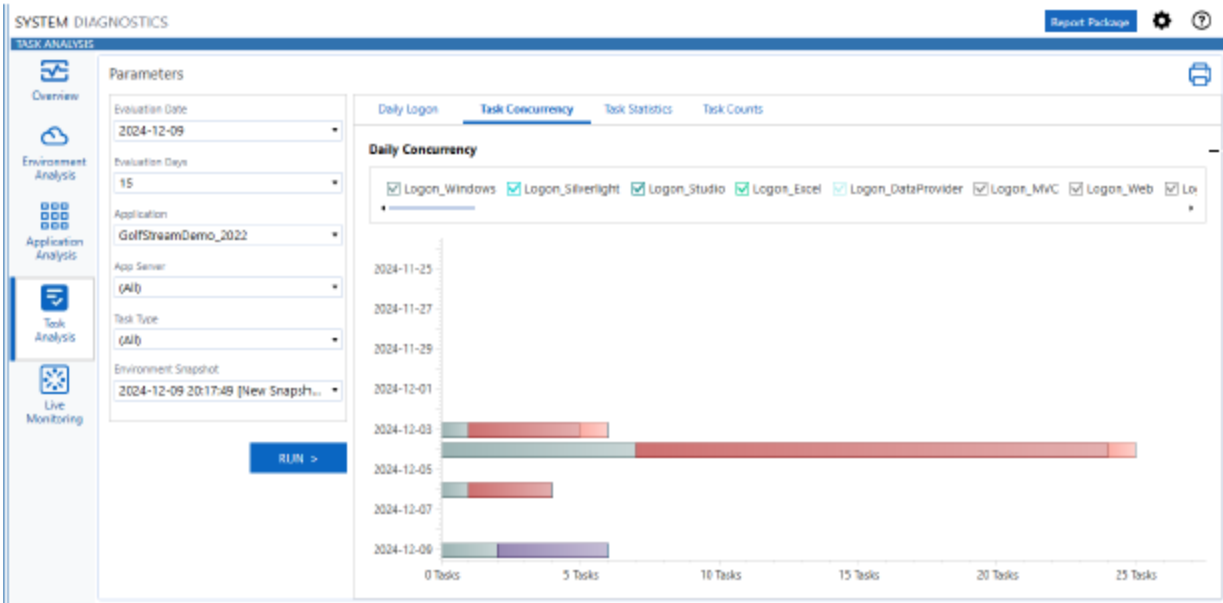 SYSTEM DIAGNOSTICS
Report Package
TASK ANALYSIS
Overview
Environment
Analysis
Application
Analysis
Task
Analysis
Live
Monitoring
Parameters
Evaluation Date
2024-12-09
Evaluation Days
15
Application
GolfStreamDemo_2022
App Server
(All)
Task Type
(All)
Environment Snapshot
2024-12-09 20:17:49 [New Snapsh...
RUN >
Daily Logon Task Concurrency Task Statistics Task Counts
Daily Concurrency
Logon_Windows Logon_Silverlight Logon_Studio Logon_Excel Logon_DataProvider Logon_MVC Logon_Web Lo
2024-11-25
2024-11-27
2024-11-29
2024-12-01
2024-12-03
2024-12-05
2024-12-07
2024-12-09
0 Tasks 5 Tasks 10 Tasks 15 Tasks 20 Tasks 25 Tasks